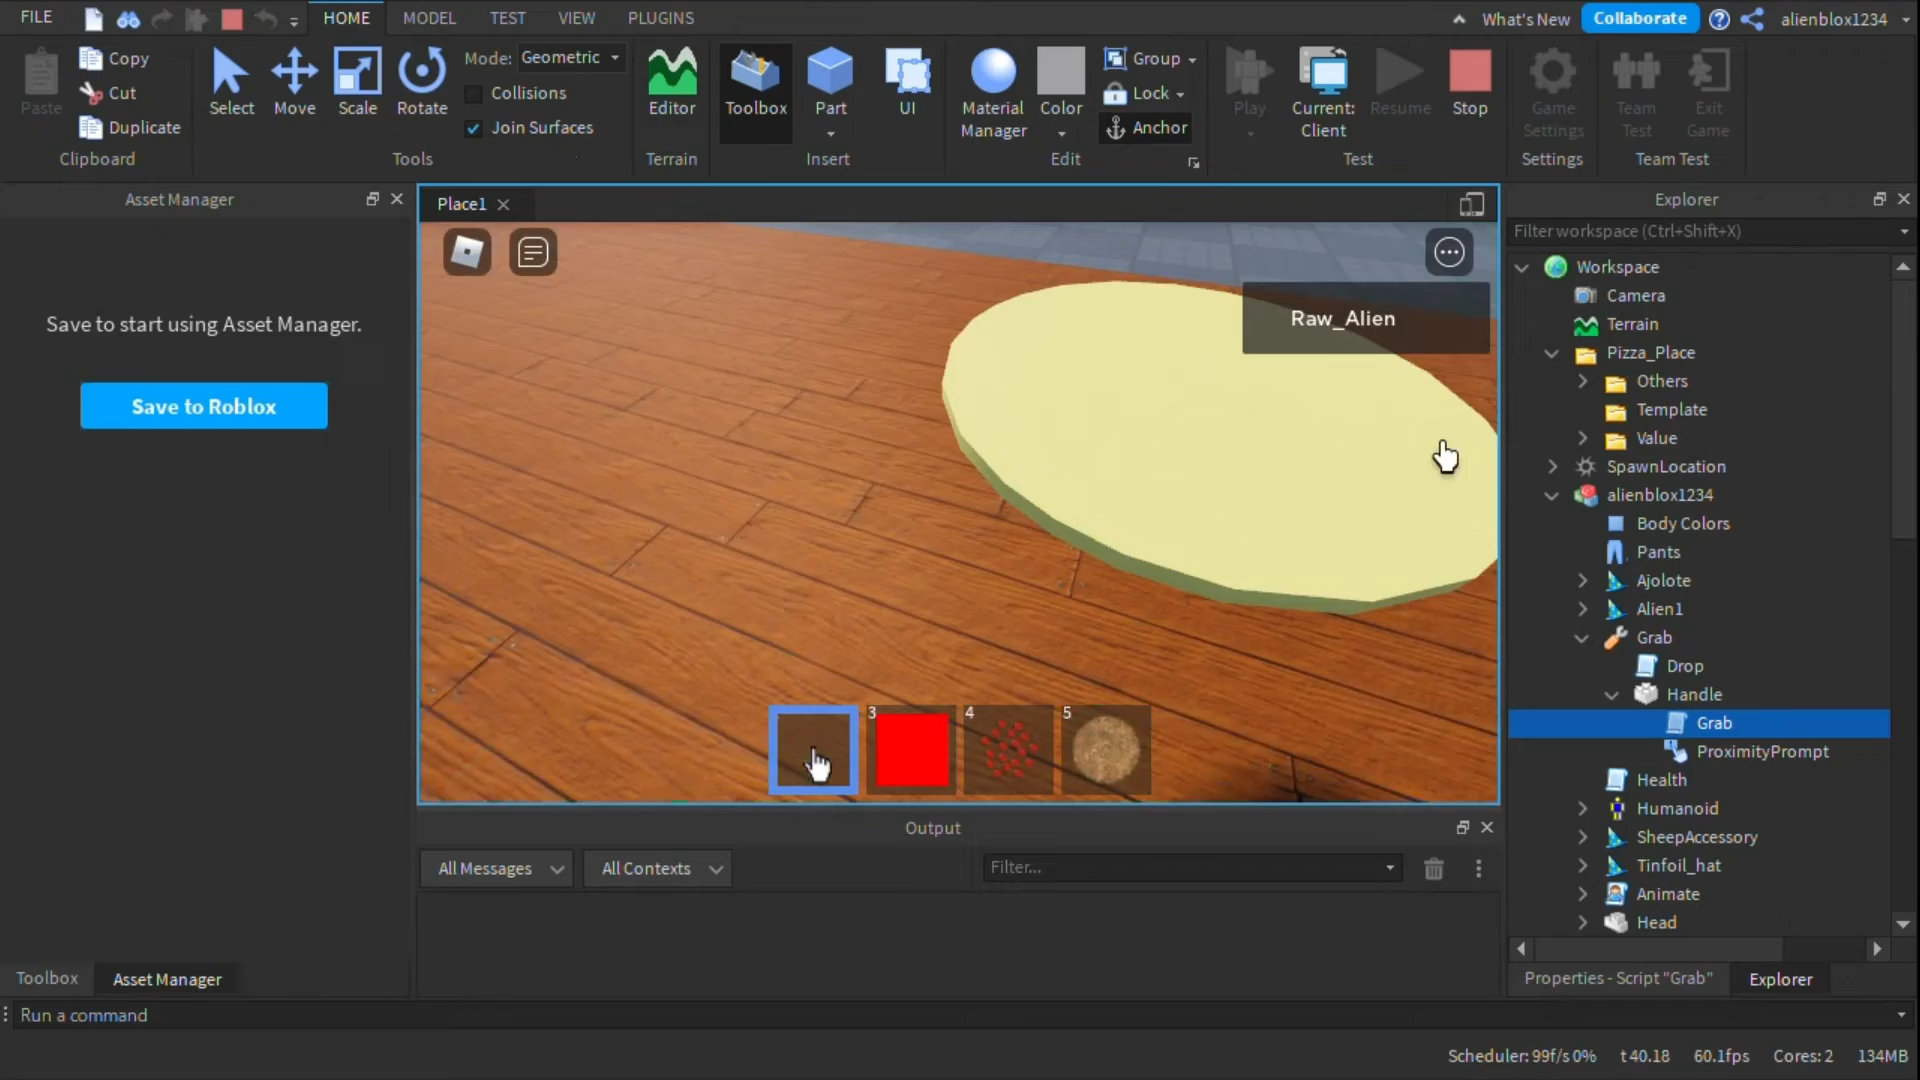 FILE
HOME
MODEL
TEST
VIEW
PLUGINS
What's New
Collaborate
alienblox1234
Paste
Copy
Cut
Duplicate
Clipboard
Select
Move
Scale
Rotate
Mode: Geometric
Collisions
Join Surfaces
Tools
Editor
Terrain
Toolbox
Part
UI
Insert
Material
Manager
Color
Group
Lock
Anchor
Edit
Play
Current:
Client
Resume
Stop
Test
Game
Settings
Settings
Team
Test
Exit
Game
Team Test
Asset Manager
Save to start using Asset Manager.
Save to Roblox
Toolbox
Asset Manager
Place1
Raw_Alien
3
4
5
Output
All Messages
All Contexts
Filter...
Explorer
Filter workspace (Ctrl+Shift+X)
Workspace
Camera
Terrain
Pizza_Place
Others
Template
Value
SpawnLocation
alienblox1234
Body Colors
Pants
Ajolote
Alien1
Grab
Drop
Handle
Grab
ProximityPrompt
Health
Humanoid
SheepAccessory
Tinfoil_hat
Animate
Head
Properties - Script "Grab"
Explorer
Run a command
Scheduler: 99f/s 0% t 40.18 60.1fps Cores: 2 134MB